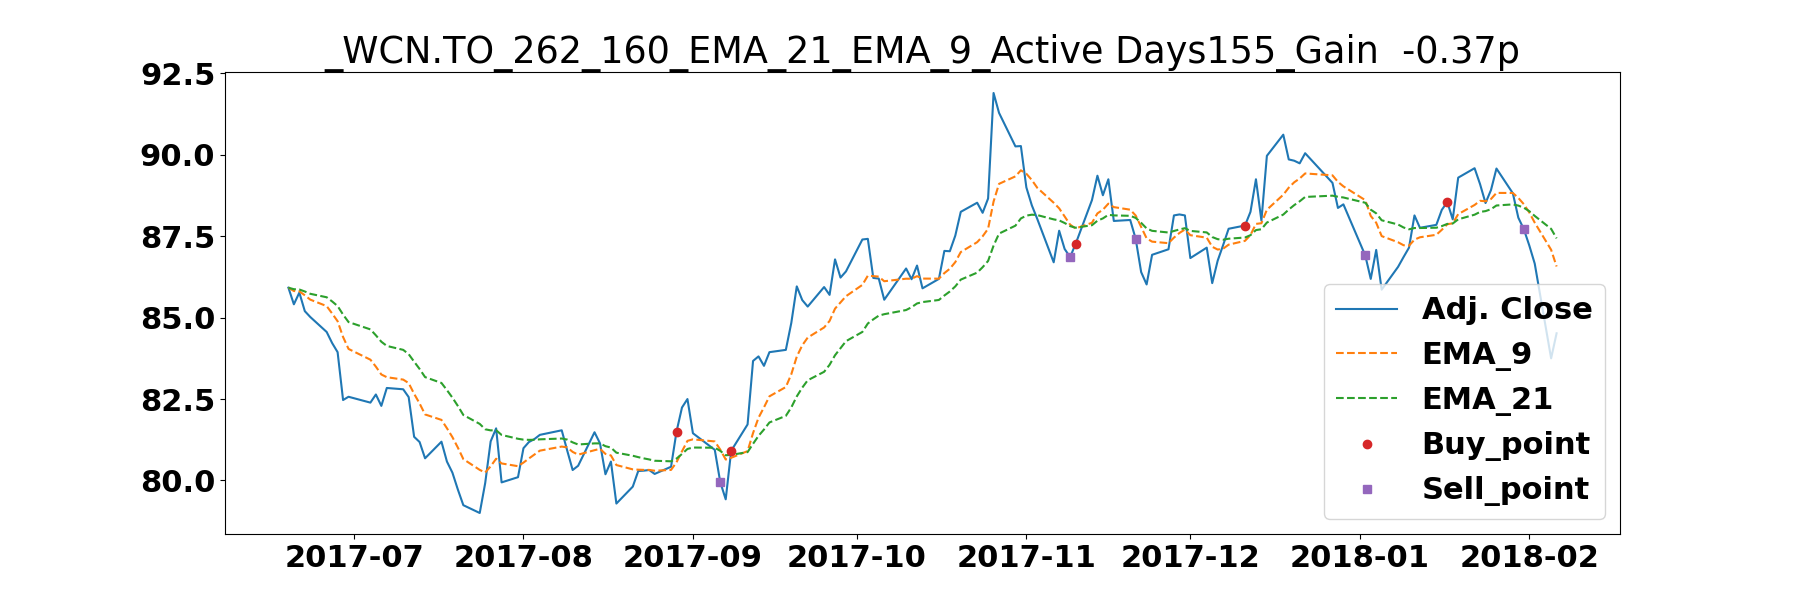 _WCN.TO_262_160_EMA_21_EMA_9_Active Days155_Gain  -0.37p
92.5
90.0
87.5
85.0
82.5
80.0
Adj. Close
EMA_9
EMA_21
Buy_point
Sell_point
2017-07 2017-08 2017-09 2017-10 2017-11 2017-12 2018-01 2018-02